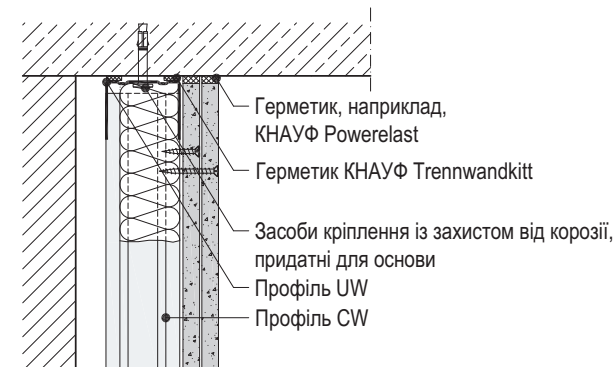 Герметик, наприклад,
КНАУФ Powerelast
Герметик КНАУФ Trennwandkitt
Засоби кріплення із захистом від корозії,
придатні для основи
Профіль UW
Профіль CW